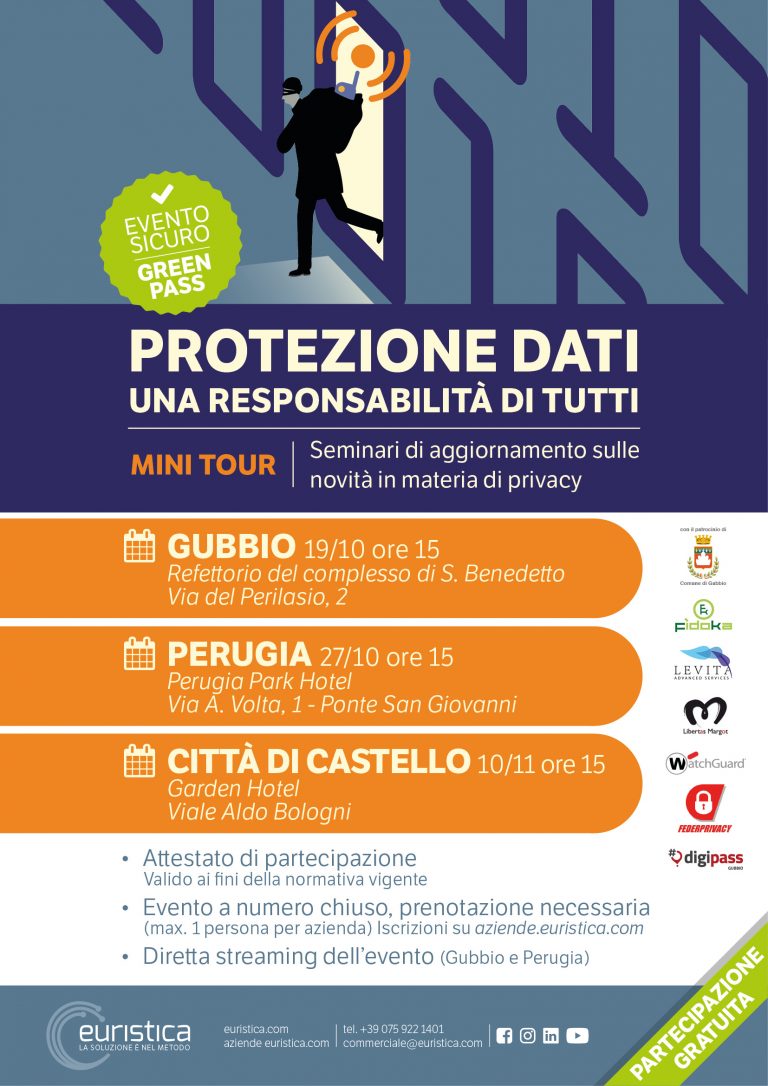 EVENTO
SICURO
GREEN
PASS
PROTEZIONE DATI
UNA RESPONSABILITÀ DI TUTTI
MINI TOUR
Seminari di aggiornamento sulle
novità in materia di privacy
GUBBIO 19/10 ore 15
Refettorio del complesso di S. Benedetto
Via del Perilasio, 2
PERUGIA 27/10 ore 15
Perugia Park Hotel
Via A. Volta, 1 - Ponte San Giovanni
CITTÀ DI CASTELLO 10/11 ore 15
Garden Hotel
Viale Aldo Bologni
con il patrocinio di
Comune di Gubbio
fidoka
LEVITA
ADVANCED SERVICES
Libertas Margot
WatchGuard
FEDERPRIVACY
#digipass
GUBBIO
• Attestato di partecipazione
Valido ai fini della normativa vigente
• Evento a numero chiuso, prenotazione necessaria
(max. 1 persona per azienda) Iscrizioni su aziende.euristica.com
• Diretta streaming dell'evento (Gubbio e Perugia)
PARTECIPAZIONE
GRATUITA
euristica
LA SOLUZIONE È NEL METODO
euristica.com
aziende euristica.com
tel. +39 075 922 1401
commerciale@euristica.com